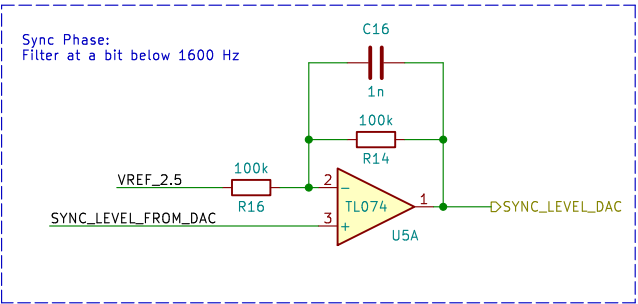 Sync Phase:
Filter at a bit below 1600 Hz
C16
1n
100k
R14
100k
R16
VREF_2.5
SYNC_LEVEL_FROM_DAC
2
3
−
+
TL074
1
U5A
SYNC_LEVEL_DAC